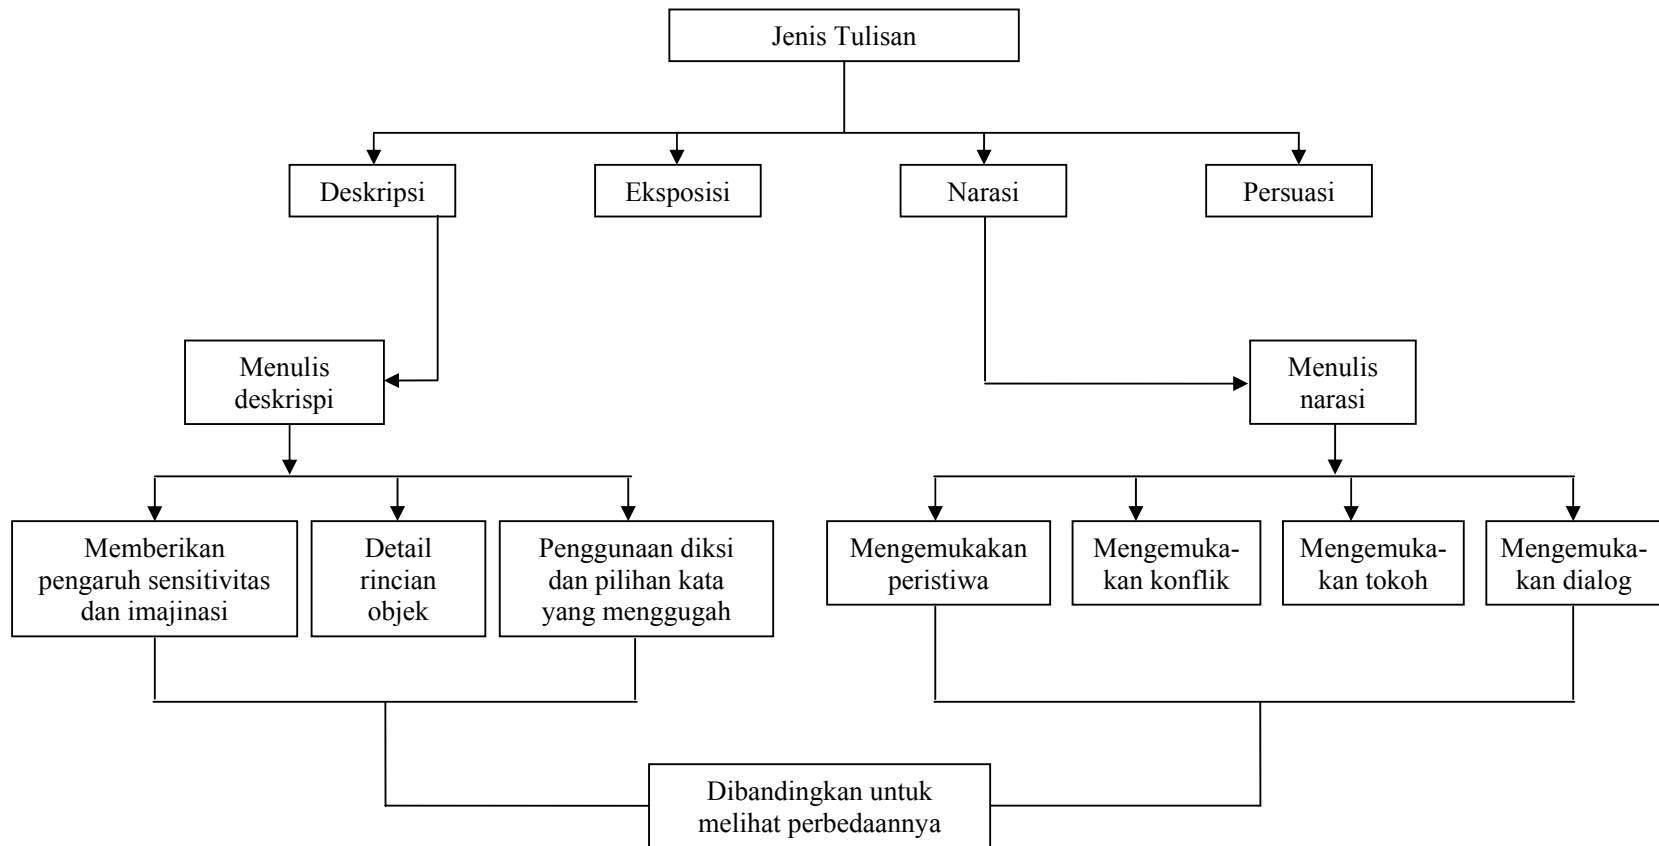 Jenis Tulisan
Deskripsi
Eksposisi
Narasi
Persuasi
Menulis
deskrispi
Menulis
narasi
Memberikan
pengaruh sensitivitas
dan imajinasi
Detail
rincian
objek
Penggunaan diksi
dan pilihan kata
yang menggugah
Mengemukakan
peristiwa
Mengemuka-
kan konflik
Mengemuka-
kan tokoh
Mengemuka-
kan dialog
Dibandingkan untuk
melihat perbedaannya